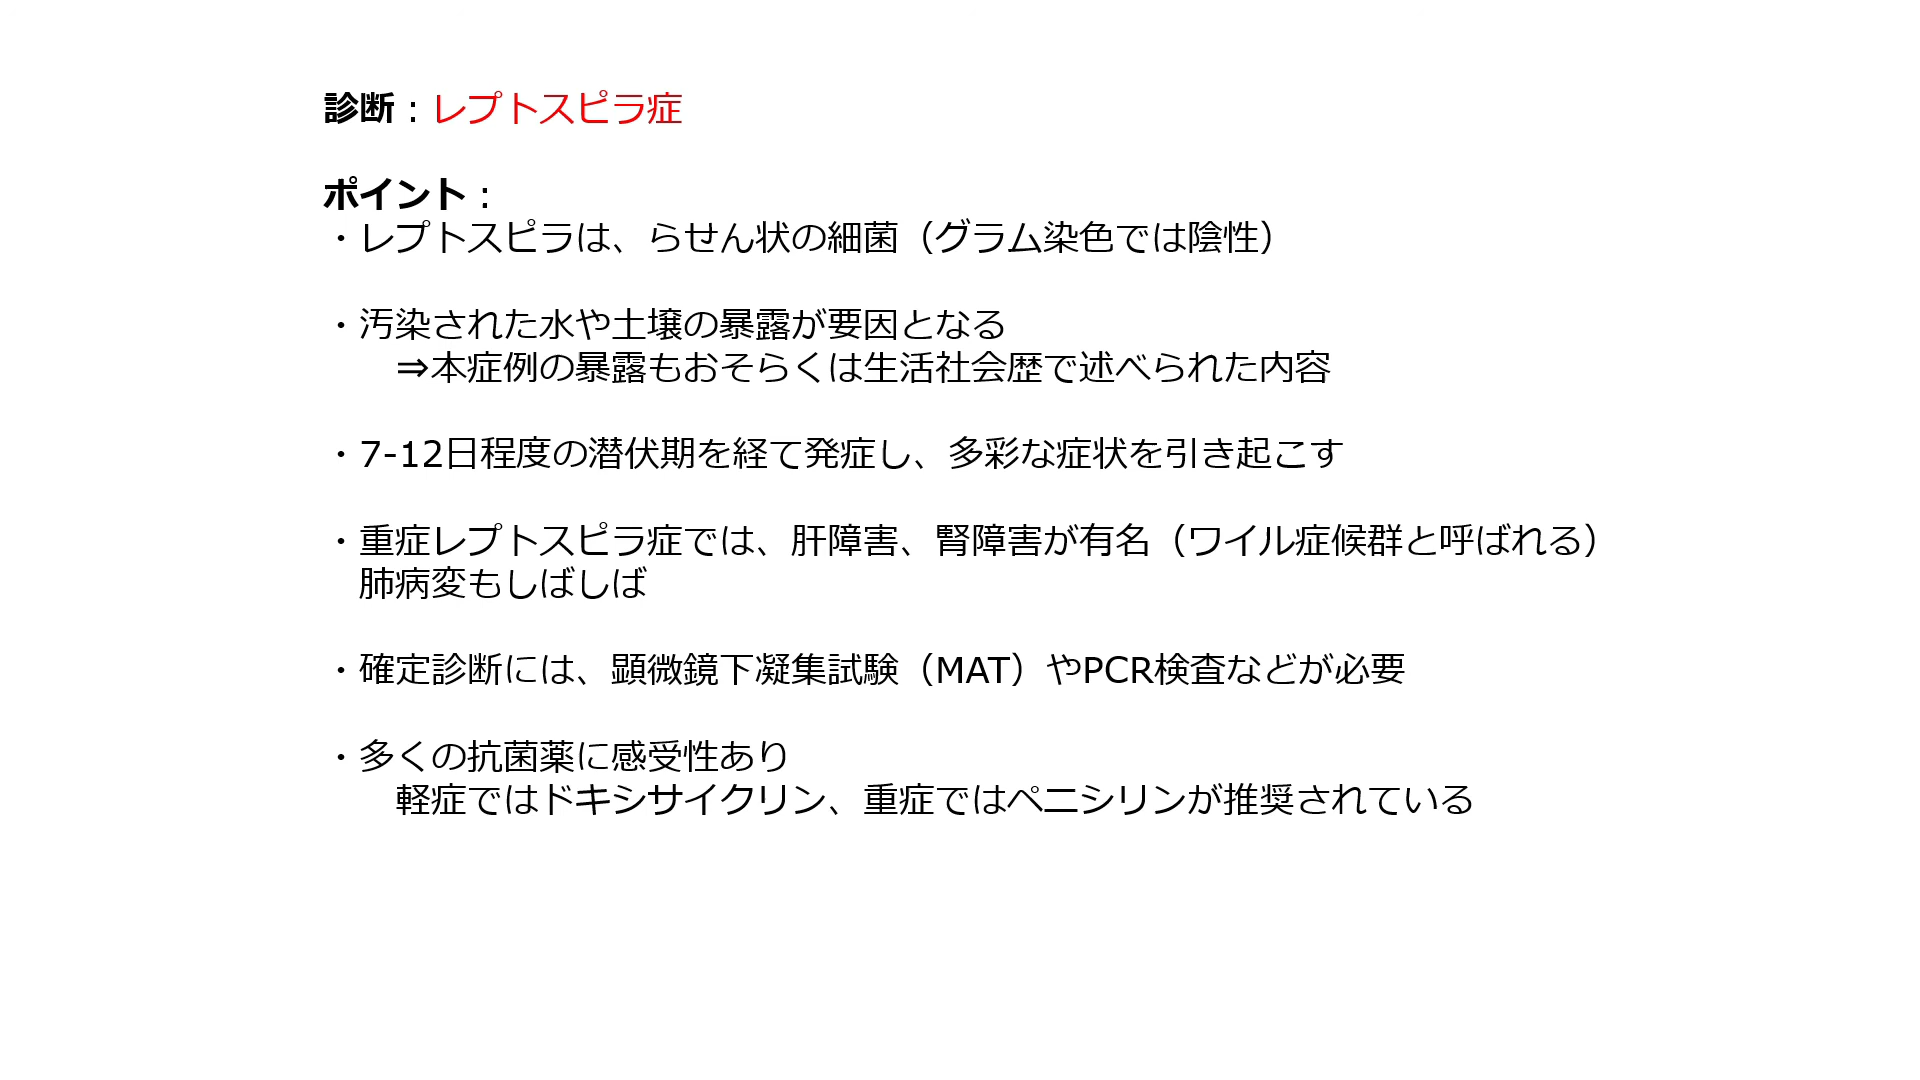 診断：レプトスピラ症
ポイント：
・レプトスピラは、らせん状の細菌（グラム染色では陰性）
・汚染された水や土壌の暴露が要因となる
⇒本症例の暴露もおそらくは生活社会歴で述べられた内容
・7-12日程度の潜伏期を経て発症し、多彩な症状を引き起こす
・重症レプトスピラ症では、肝障害、腎障害が有名（ワイル症候群と呼ばれる）
肺病変もしばしば
・確定診断には、顕微鏡下凝集試験（MAT）やPCR検査などが必要
・多くの抗菌薬に感受性あり
軽症ではドキシサイクリン、重症ではペニシリンが推奨されている